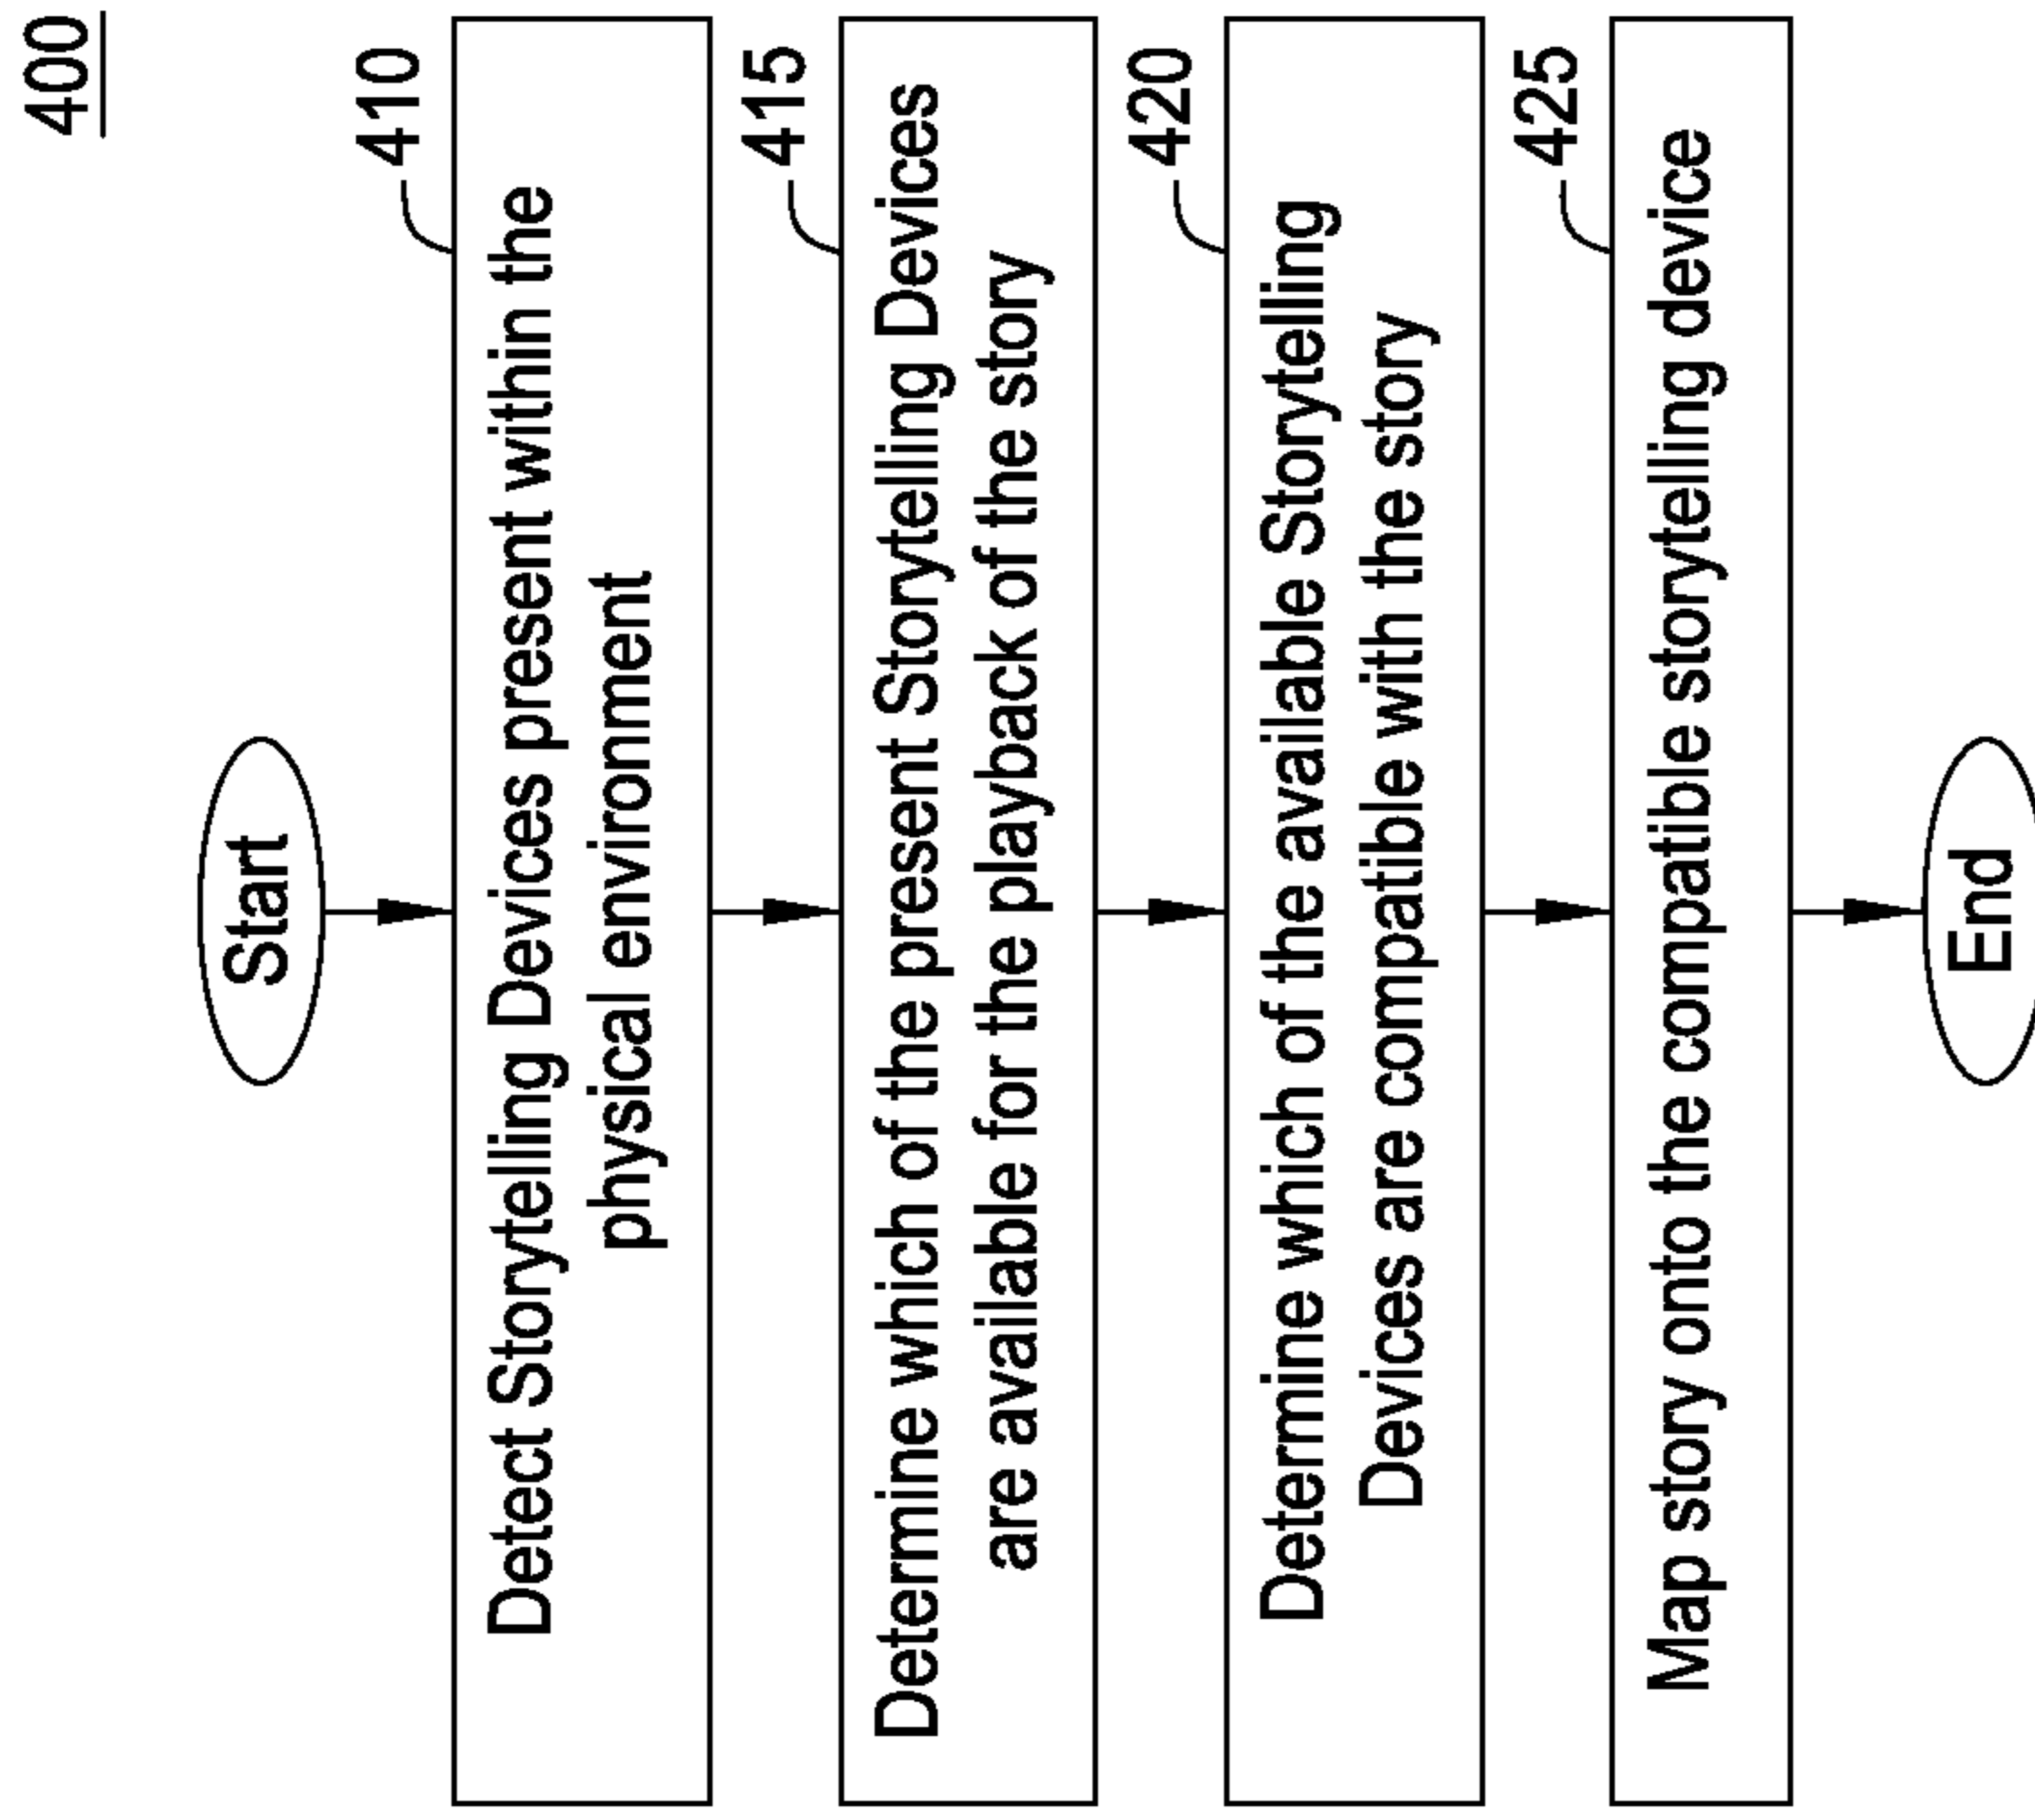 400
Start
410
Detect Storytelling Devices present within the
physical environment
415
Determine which of the present Storytelling Devices
are available for the playback of the story
420
Determine which of the available Storytelling
Devices are compatible with the story
425
Map story onto the compatible storytelling device
End